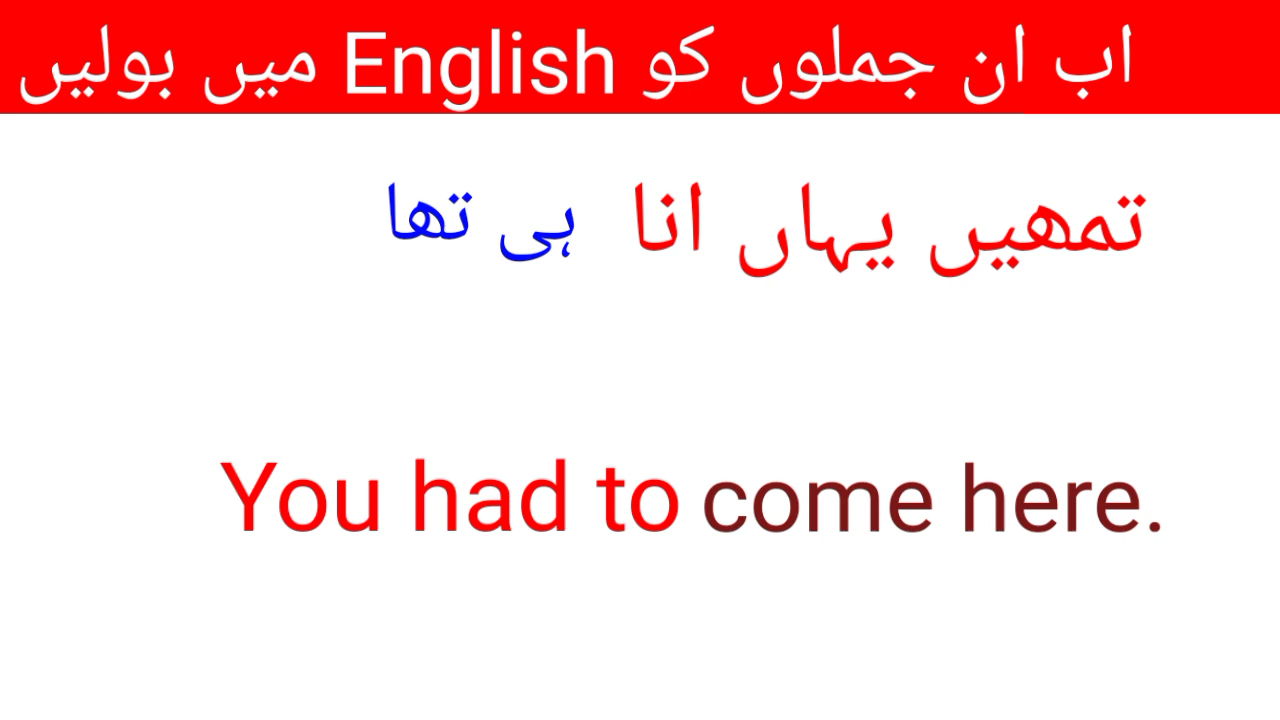 اب ان جملوں کو English میں بولیں
تمھیں یہاں انا ہی تھا
You had to come here.